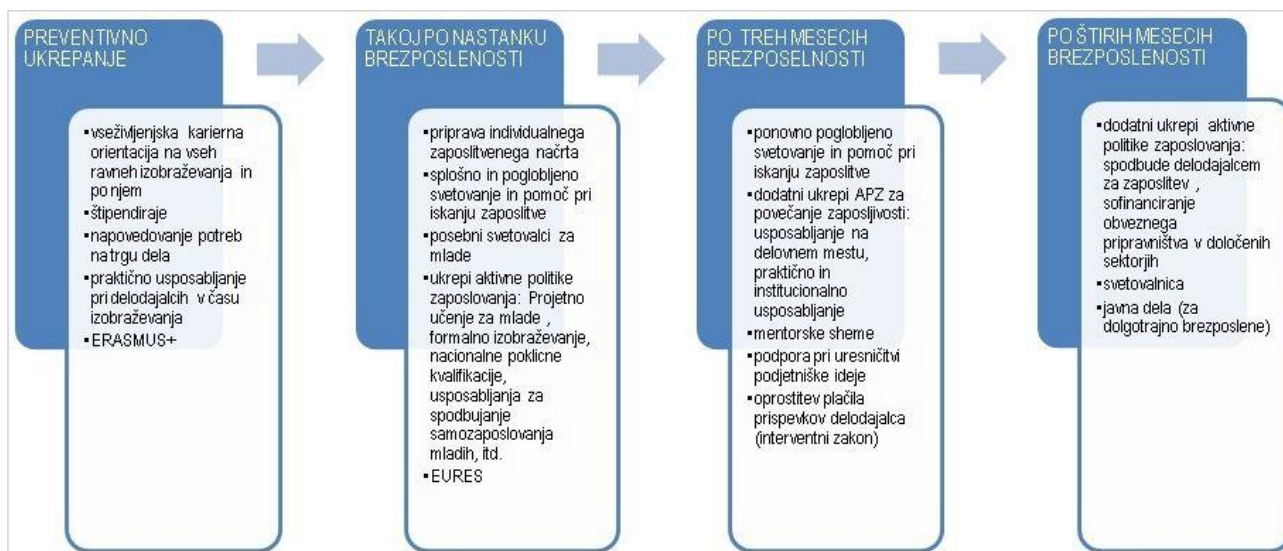 PREVENTIVNO
UKREPANJE
▪vseživljenjska karierna
orientacija na vseh
ravneh izobraževanja in
po njem
▪štipendiraje
▪napovedovanje potreb
na trgu dela
▪praktično usposabljanje
pri delodajalcih v času
izobraževanja
▪ERASMUS+
TAKOJ PO NASTANKU
BREZPOSLENOSTI
▪priprava individualnega
zaposlitvenega načrta
▪splošno in poglobljeno
svetovanje in pomoč pri
iskanju zaposlitve
▪posebni svetovalci za
mlade
▪ukrepi aktivne politike
zaposlovanja: Projetno
učenje za mlade ,
formalno izobraževanje,
nacionalne poklicne
kvalifikacije,
usposabljanja za
spodbujanje
samozaposlovanja
mladih, itd.
▪EURES
PO TREH MESECIH
BREZPOSELNOSTI
▪ponovno poglobljeno
svetovanje in pomoč pri
iskanju zaposlitve
▪dodatni ukrepi APZ za
povečanje zaposljivosti:
usposabljanje na
delovnem mestu,
praktično in
institucionalno
usposabljanje
▪mentorske sheme
▪podpora pri uresničitvi
podjetniške ideje
▪oprostitev plačila
prispevkov delodajalca
(interventni zakon)
PO ŠTIRIH MESECIH
BREZPOSLENOSTI
▪dodatni ukrepi aktivne
politike zaposlovanja:
spodbude delodajalcem
za zaposlitev ,
sofinanciranje
obveznega
pripravništva v določenih
sektorjih
▪svetovalnica
▪javna dela (za
dolgotrajno brezposlene)